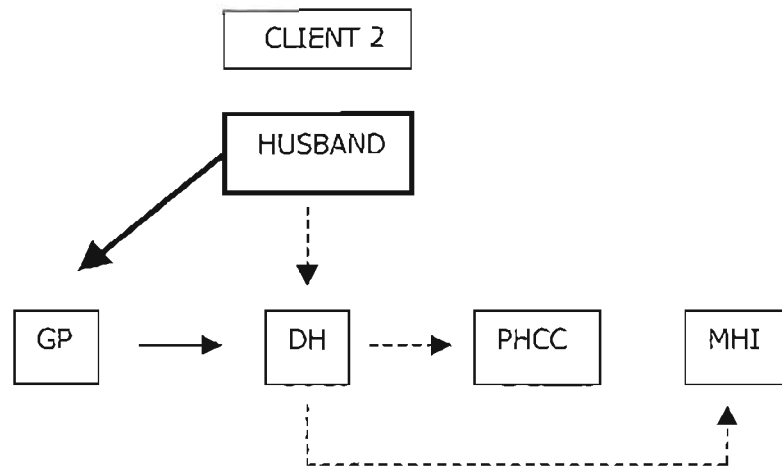 CLIENT 2
HUSBAND
GP
DH
PHCC
MHI